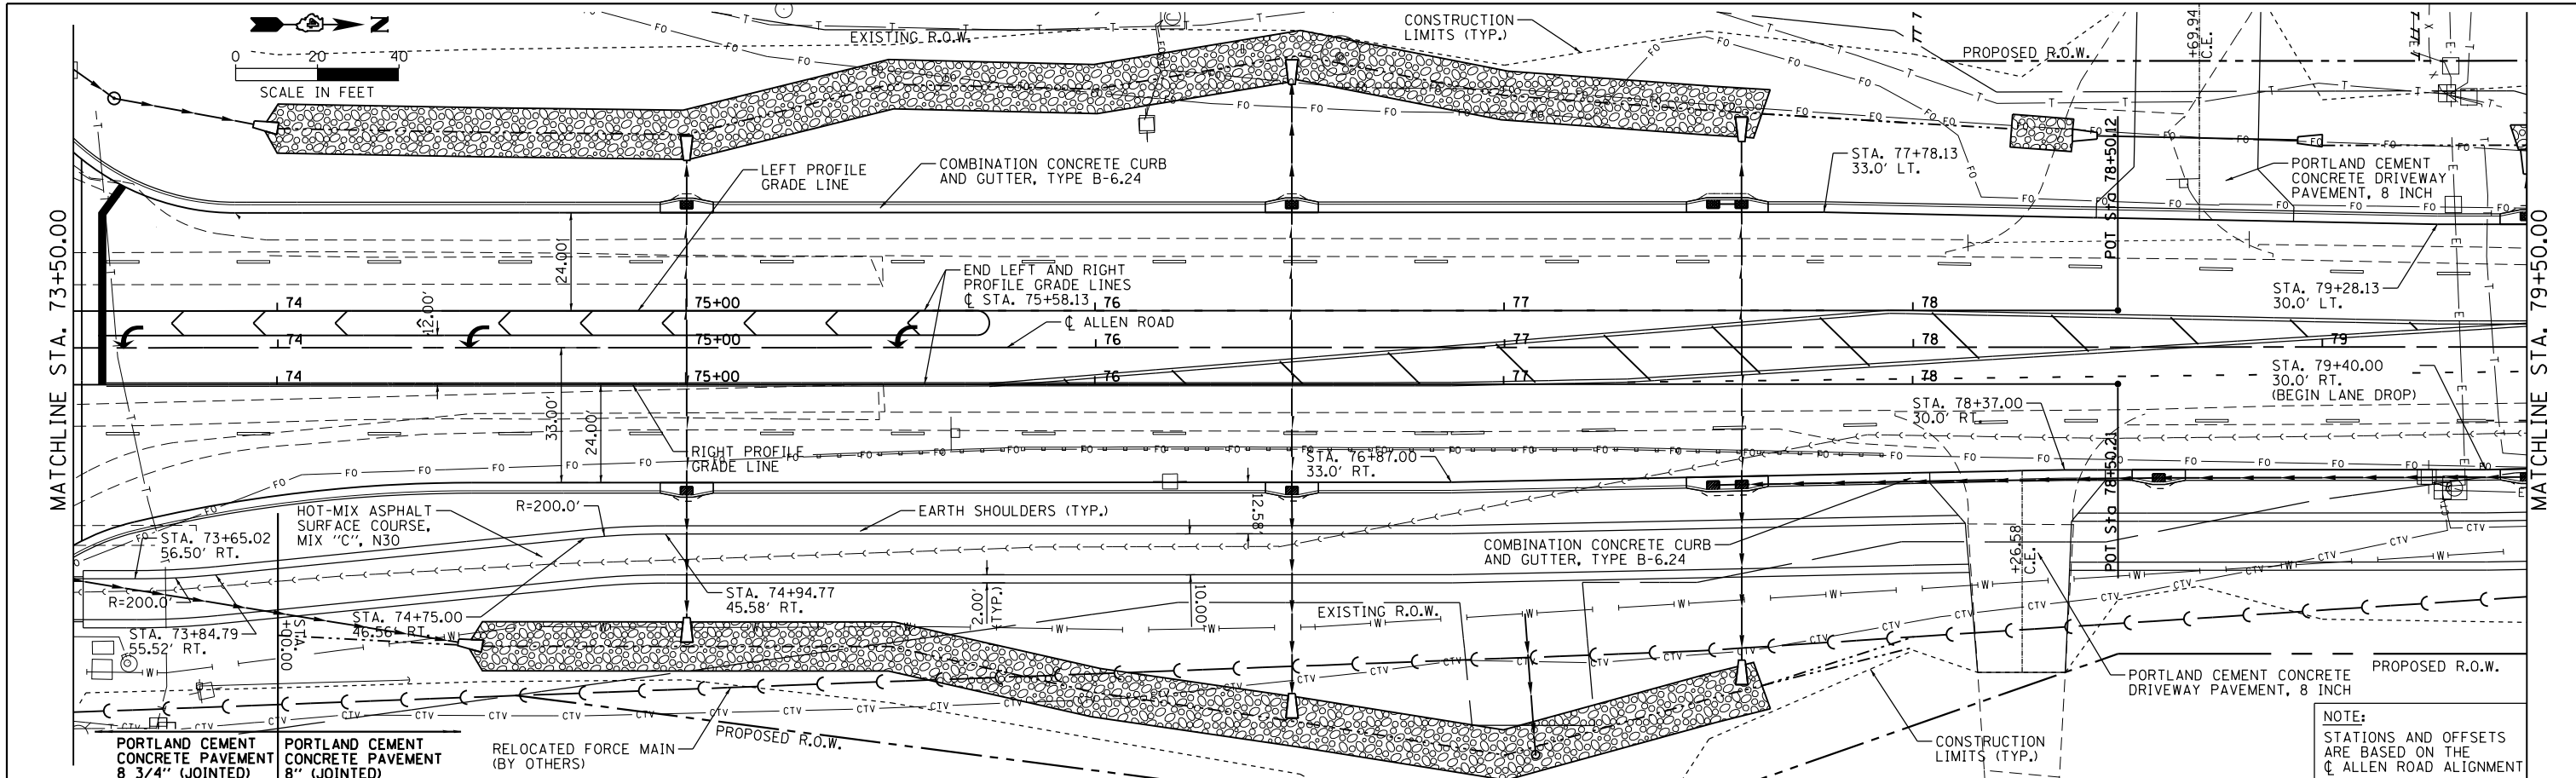 N
0 20 40
SCALE IN FEET
EXISTING R.O.W.
CONSTRUCTION
LIMITS (TYP.)
PROPOSED R.O.W.
+69.94
C.E.
MATCHLINE STA. 73+50.00
LEFT PROFILE
GRADE LINE
COMBINATION CONCRETE CURB
AND GUTTER, TYPE B-6.24
STA. 77+78.13
33.0' LT.
POT Sta 78+50.12
PORTLAND CEMENT
CONCRETE DRIVEWAY
PAVEMENT, 8 INCH
24.00'
END LEFT AND RIGHT
PROFILE GRADE LINES
℄ STA. 75+58.13
STA. 79+28.13
30.0' LT.
MATCHLINE STA. 79+50.00
74 75+00 76 77 78
12.00'
℄ ALLEN ROAD
74 75+00 76 77 78 79
74 75+00 76 77 78
STA. 79+40.00
30.0' RT.
(BEGIN LANE DROP)
33.00'
24.00'
STA. 78+37.00
30.0' RT.
RIGHT PROFILE
GRADE LINE
STA. 76+87.00
33.0' RT.
POT Sta 78+50.21
HOT-MIX ASPHALT
SURFACE COURSE,
MIX "C", N30
R=200.0'
EARTH SHOULDERS (TYP.)
12.58'
STA. 73+65.02
56.50' RT.
COMBINATION CONCRETE CURB
AND GUTTER, TYPE B-6.24
+26.58
C.E.
R=200.0'
STA. 73+84.79
55.52' RT.
STA.
+00.00
STA. 74+75.00
46.56' RT.
STA. 74+94.77
45.58' RT.
2.00'
(TYP.)
10.00'
EXISTING R.O.W.
PORTLAND CEMENT CONCRETE
DRIVEWAY PAVEMENT, 8 INCH
PROPOSED R.O.W.
PORTLAND CEMENT
CONCRETE PAVEMENT
8 3/4" (JOINTED)
PORTLAND CEMENT
CONCRETE PAVEMENT
8" (JOINTED)
RELOCATED FORCE MAIN
(BY OTHERS)
PROPOSED R.O.W.
CONSTRUCTION
LIMITS (TYP.)
NOTE:
STATIONS AND OFFSETS
ARE BASED ON THE
℄ ALLEN ROAD ALIGNMENT